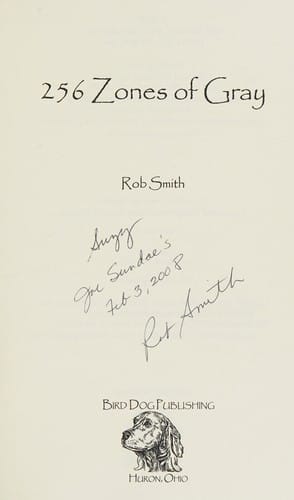 256 Zones of Gray
Rob Smith
Suzy
Joe Sundae's
Feb 3, 2008
Rob Smith
Bird Dog Publishing
Huron, Ohio